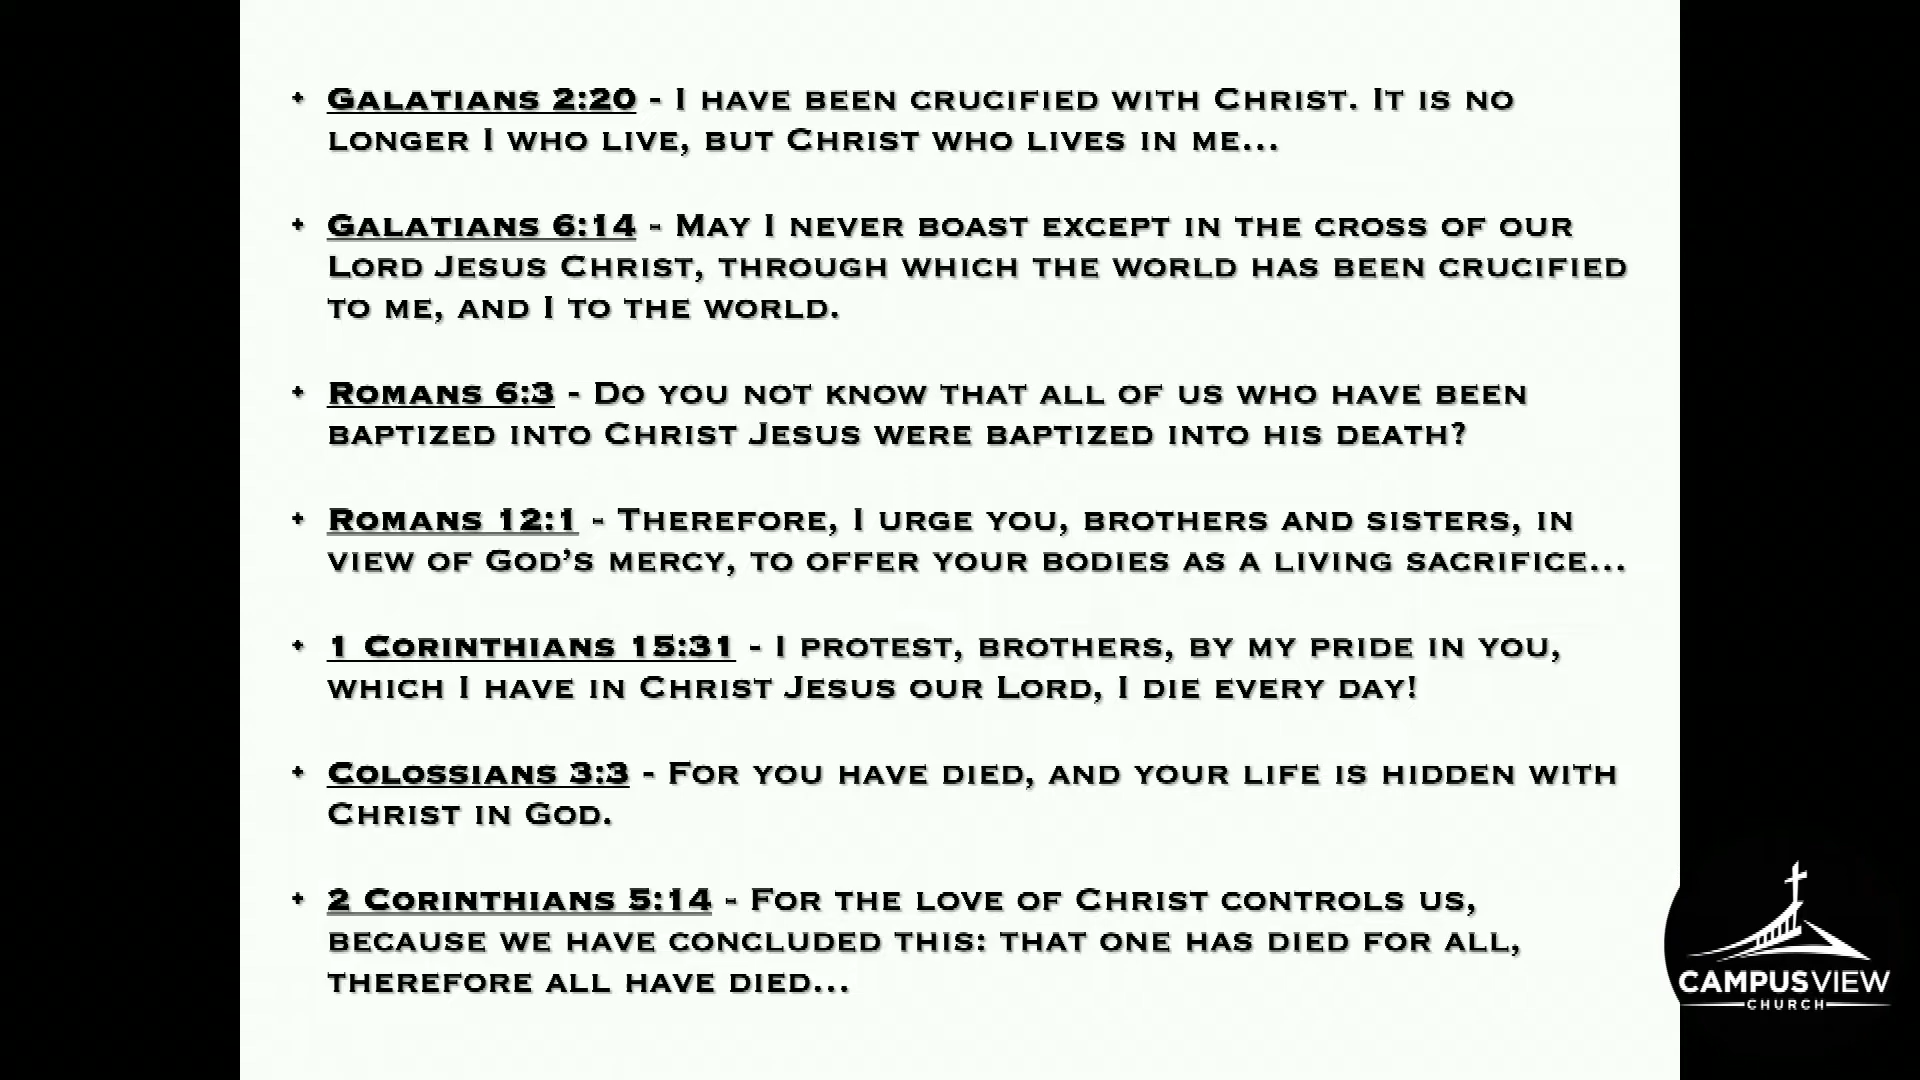 + Galatians 2:20 - I have been crucified with Christ. It is no
longer I who live, but Christ who lives in me...
+ Galatians 6:14 - May I never boast except in the cross of our
Lord Jesus Christ, through which the world has been crucified
to me, and I to the world.
+ Romans 6:3 - Do you not know that all of us who have been
baptized into Christ Jesus were baptized into his death?
+ Romans 12:1 - Therefore, I urge you, brothers and sisters, in
view of God’s mercy, to offer your bodies as a living sacrifice...
+ 1 Corinthians 15:31 - I protest, brothers, by my pride in you,
which I have in Christ Jesus our Lord, I die every day!
+ Colossians 3:3 - For you have died, and your life is hidden with
Christ in God.
+ 2 Corinthians 5:14 - For the love of Christ controls us,
because we have concluded this: that one has died for all,
therefore all have died...
CAMPUSVIEW
CHURCH